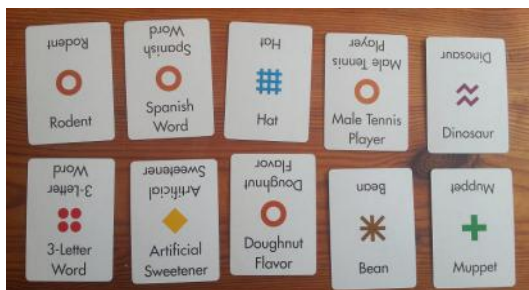 Rodent
Rodent
Spanish
Word
Spanish
Word
Hat
Hat
Male Tennis
Player
Male Tennis
Player
Dinosaur
Dinosaur
3-Letter
Word
3-Letter
Word
Artificial
Sweetener
Artificial
Sweetener
Doughnut
Flavor
Doughnut
Flavor
Bean
Bean
Muppet
Muppet